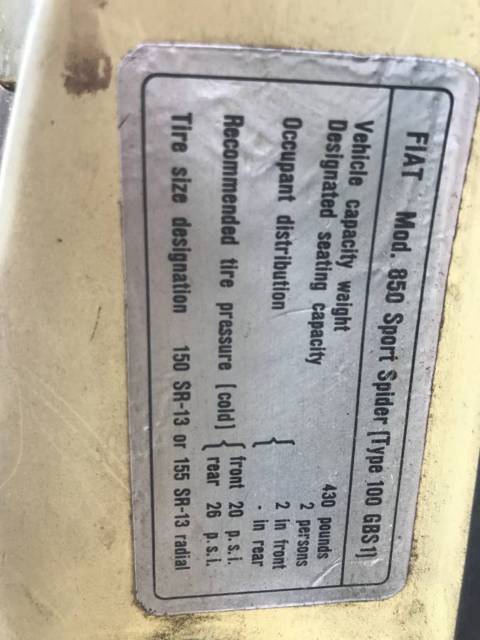 FIAT Mod. 850 Sport Spider [Type 100 GBS1]
Vehicle capacity weight 430 pounds
Designated seating capacity 2 persons
Occupant distribution { 2 in front
- in rear
Recommended tire pressure [cold] { front 20 p.s.i.
rear 26 p.s.i.
Tire size designation 150 SR-13 or 155 SR-13 radial